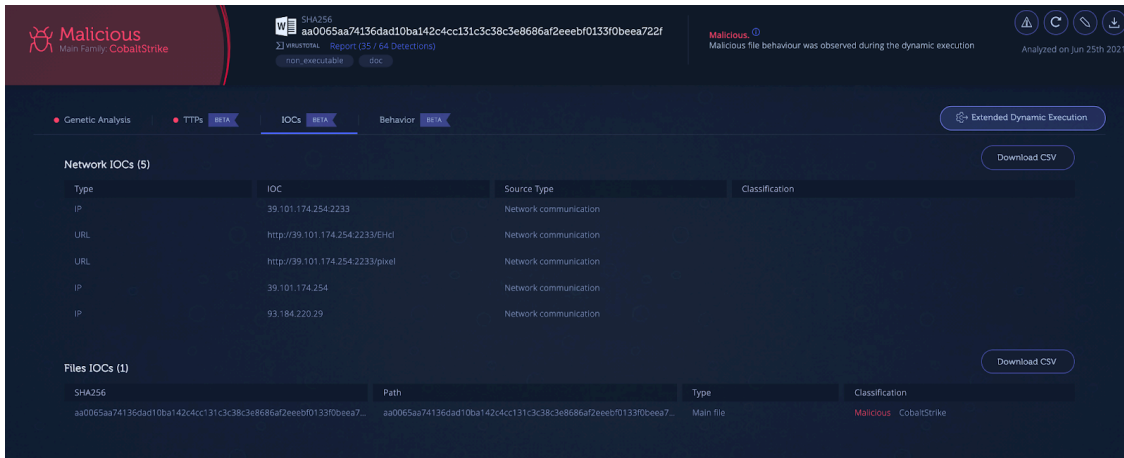 Malicious
Main Family: CobaltStrike
SHA256
aa0065aa74136dad10ba142c4cc131c3c38c3e8686af2eeebf0133f0beea722f
VIRUSTOTAL Report (35 / 64 Detections)
non_executable doc
Malicious.
Malicious file behaviour was observed during the dynamic execution
Analyzed on Jun 25th 2021
Genetic Analysis TTPs BETA IOCs BETA Behavior BETA
Extended Dynamic Execution
Network IOCs (5)
Download CSV
Type IOC Source Type Classification
IP 39.101.174.254:2233 Network communication
URL http://39.101.174.254:2233/EHcl Network communication
URL http://39.101.174.254:2233/pixel Network communication
IP 39.101.174.254 Network communication
IP 93.184.220.29 Network communication
Files IOCs (1)
Download CSV
SHA256 Path Type Classification
aa0065aa74136dad10ba142c4cc131c3c38c3e8686af2eeebf0133f0beea7... aa0065aa74136dad10ba142c4cc131c3c38c3e8686af2eeebf0133f0beea7... Main file Malicious CobaltStrike